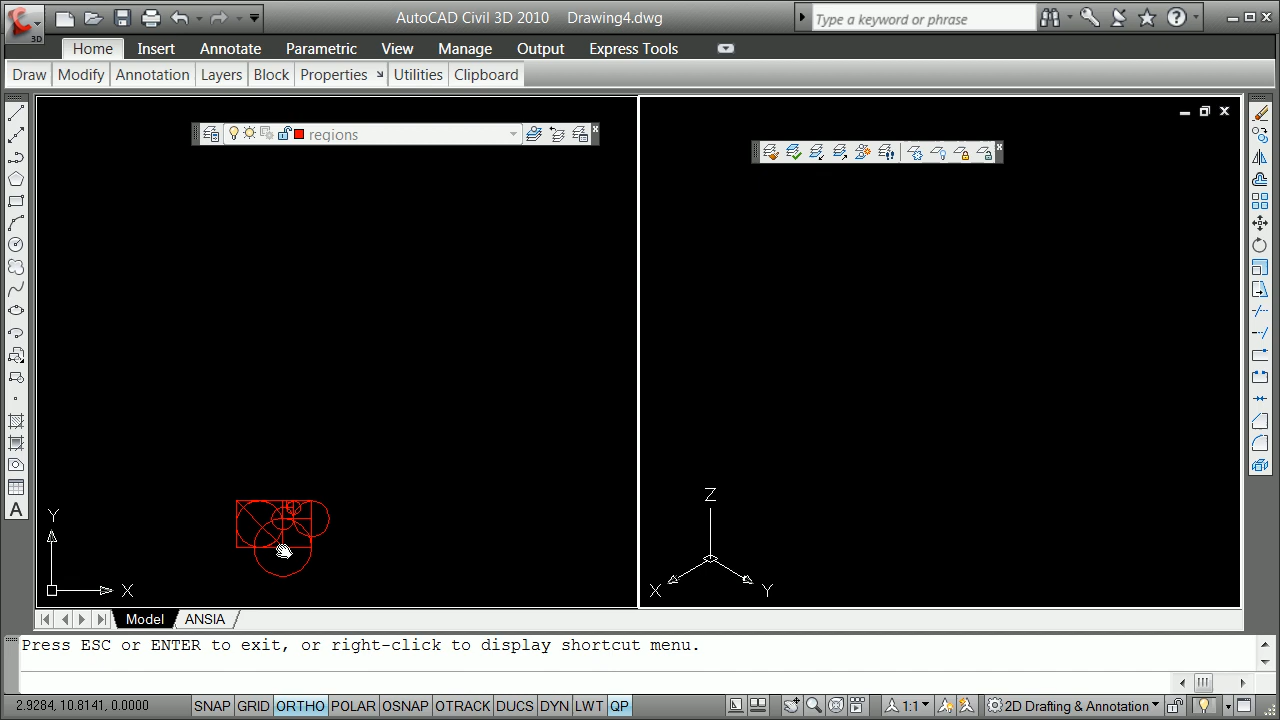 AutoCAD Civil 3D 2010 Drawing4.dwg
Type a keyword or phrase
3D
Home Insert Annotate Parametric View Manage Output Express Tools
Draw Modify Annotation Layers Block Properties Utilities Clipboard
regions
Y
X
Z
X
Y
A
Model ANSIA
Press ESC or ENTER to exit, or right-click to display shortcut menu.
2.9284, 10.8141, 0.0000 SNAP GRID ORTHO POLAR OSNAP OTRACK DUCS DYN LWT QP 1:1 2D Drafting & Annotation